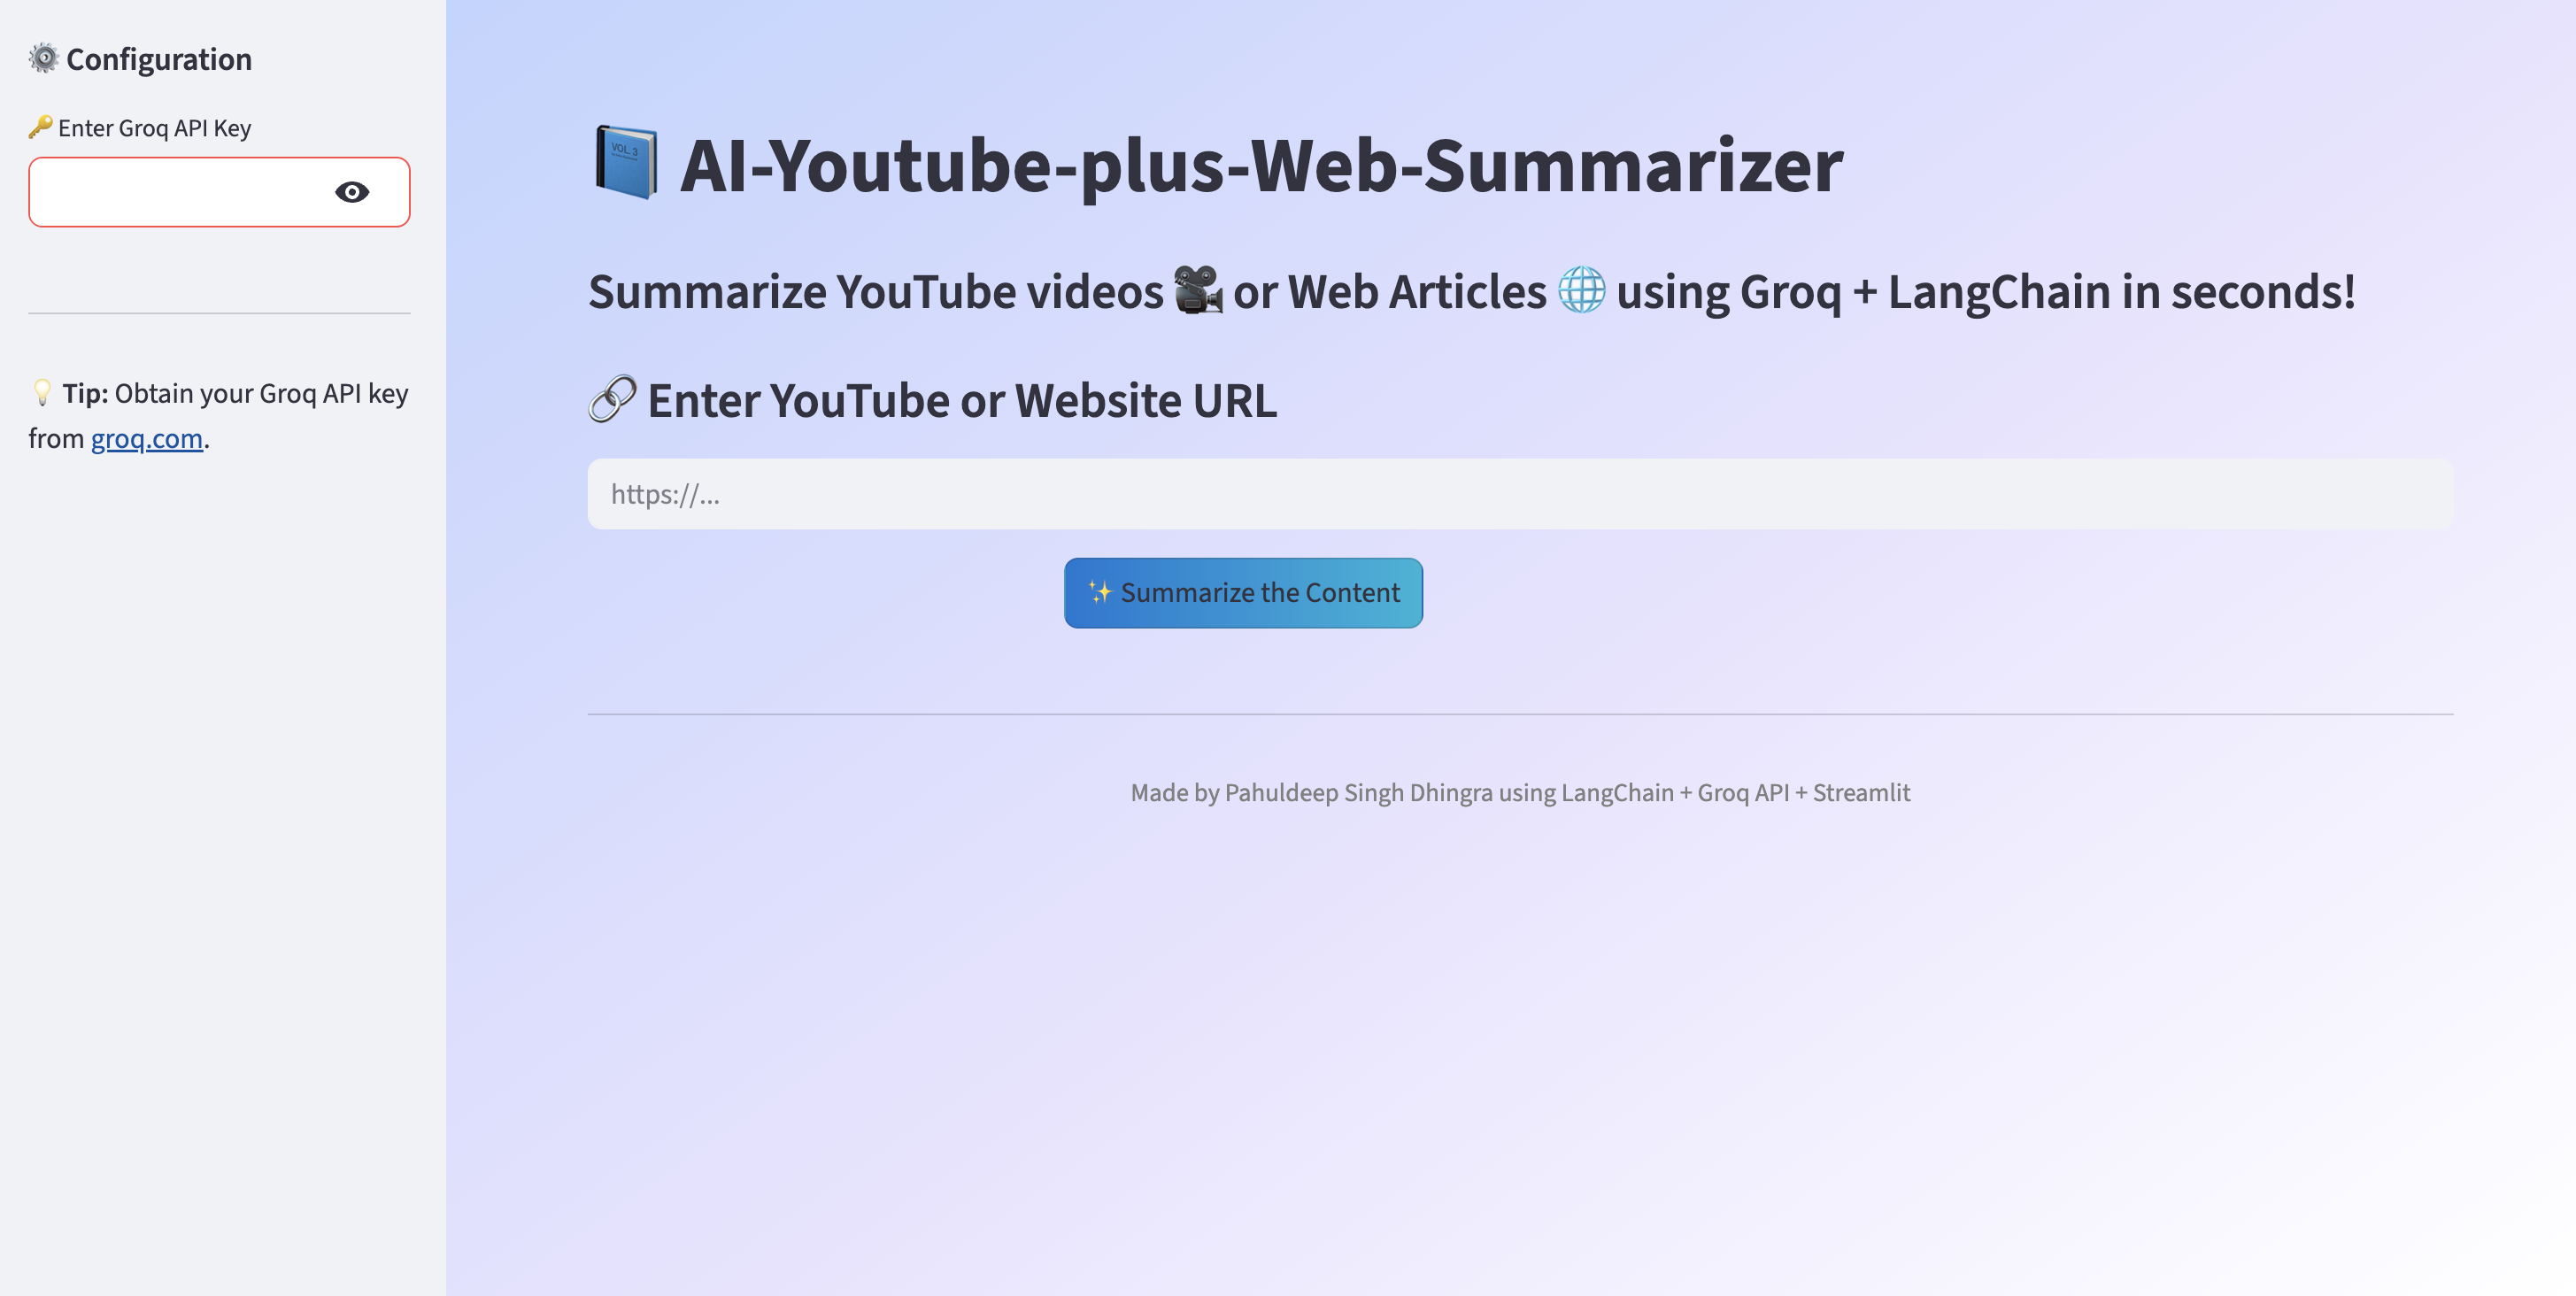 ⚙️ Configuration
🔑 Enter Groq API Key
💡 Tip: Obtain your Groq API key
from groq.com.
📘 AI-Youtube-plus-Web-Summarizer
VOL. 3
Summarize YouTube videos 🎥 or Web Articles 🌐 using Groq + LangChain in seconds!
🔗 Enter YouTube or Website URL
https://...
✨ Summarize the Content
Made by Pahuldeep Singh Dhingra using LangChain + Groq API + Streamlit